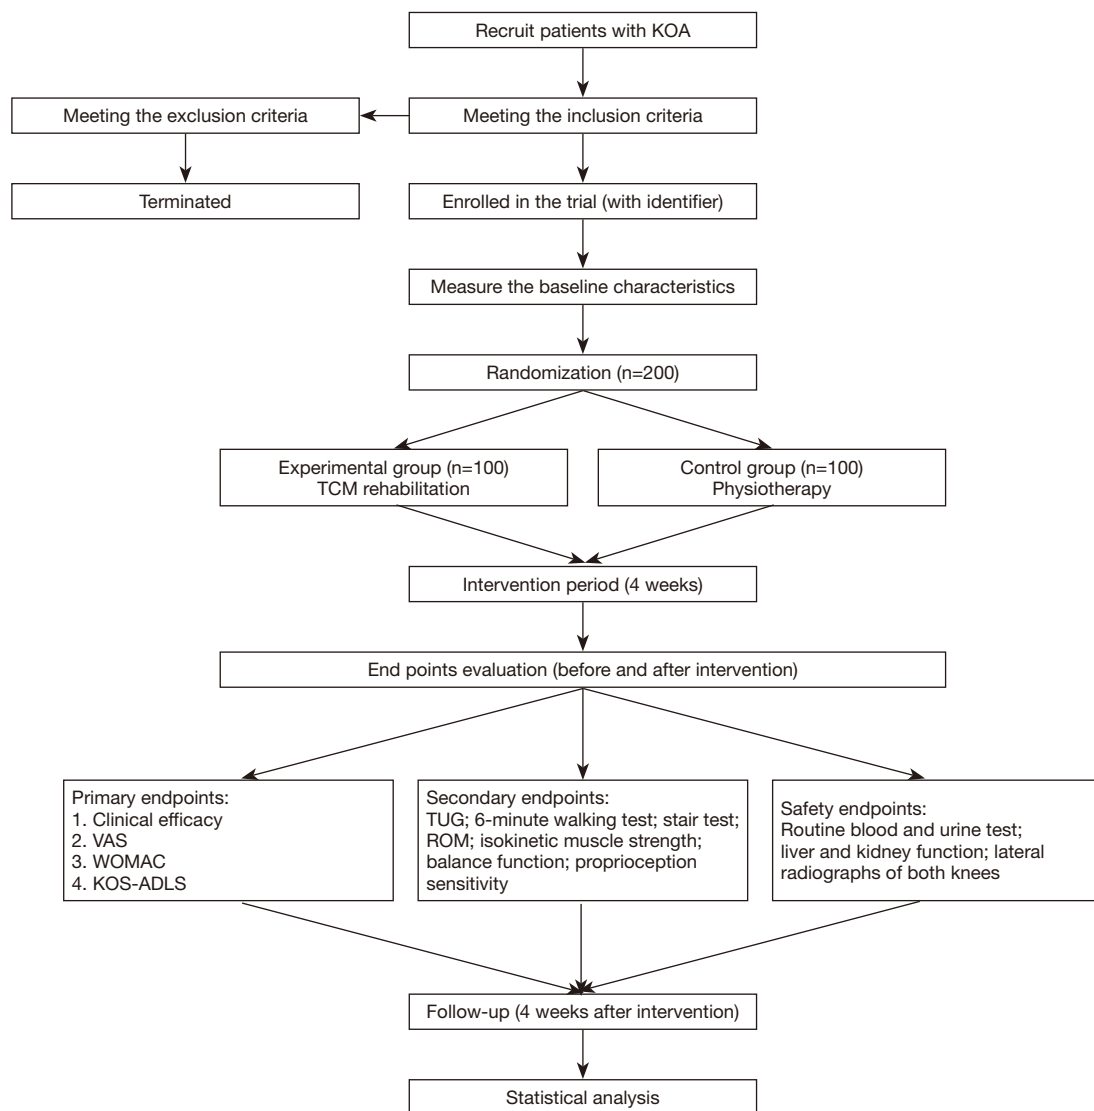 Recruit patients with KOA
Meeting the exclusion criteria
Meeting the inclusion criteria
Terminated
Enrolled in the trial (with identifier)
Measure the baseline characteristics
Randomization (n=200)
Experimental group (n=100)
TCM rehabilitation
Control group (n=100)
Physiotherapy
Intervention period (4 weeks)
End points evaluation (before and after intervention)
Primary endpoints:
1. Clinical efficacy
2. VAS
3. WOMAC
4. KOS-ADLS
Secondary endpoints:
TUG; 6-minute walking test; stair test;
ROM; isokinetic muscle strength;
balance function; proprioception
sensitivity
Safety endpoints:
Routine blood and urine test;
liver and kidney function; lateral
radiographs of both knees
Follow-up (4 weeks after intervention)
Statistical analysis